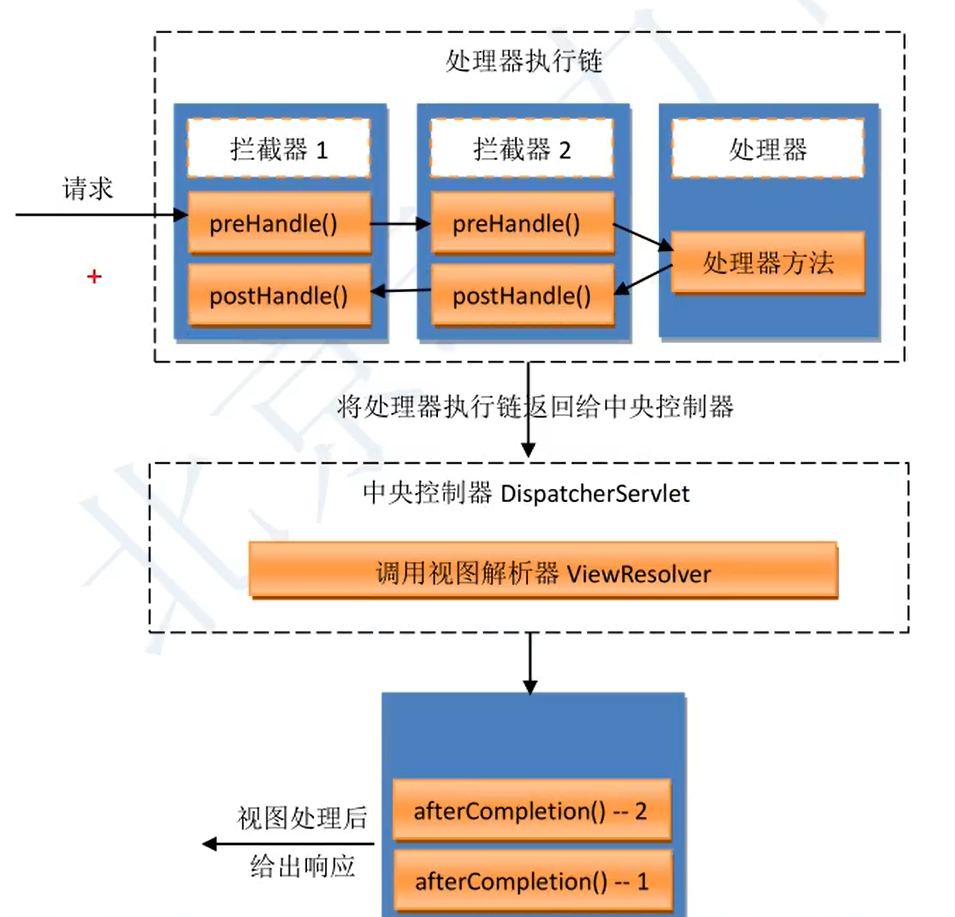 处理器执行链
拦截器 1
拦截器 2
处理器
请求
preHandle()
preHandle()
处理器方法
postHandle()
postHandle()
将处理器执行链返回给中央控制器
中央控制器 DispatcherServlet
调用视图解析器 ViewResolver
afterCompletion() -- 2
视图处理后
给出响应
afterCompletion() -- 1
北京